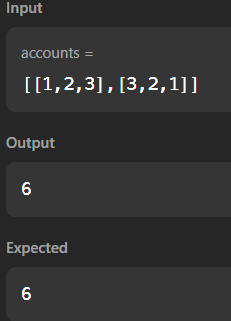 Input
accounts =
[[1,2,3],[3,2,1]]
Output
6
Expected
6